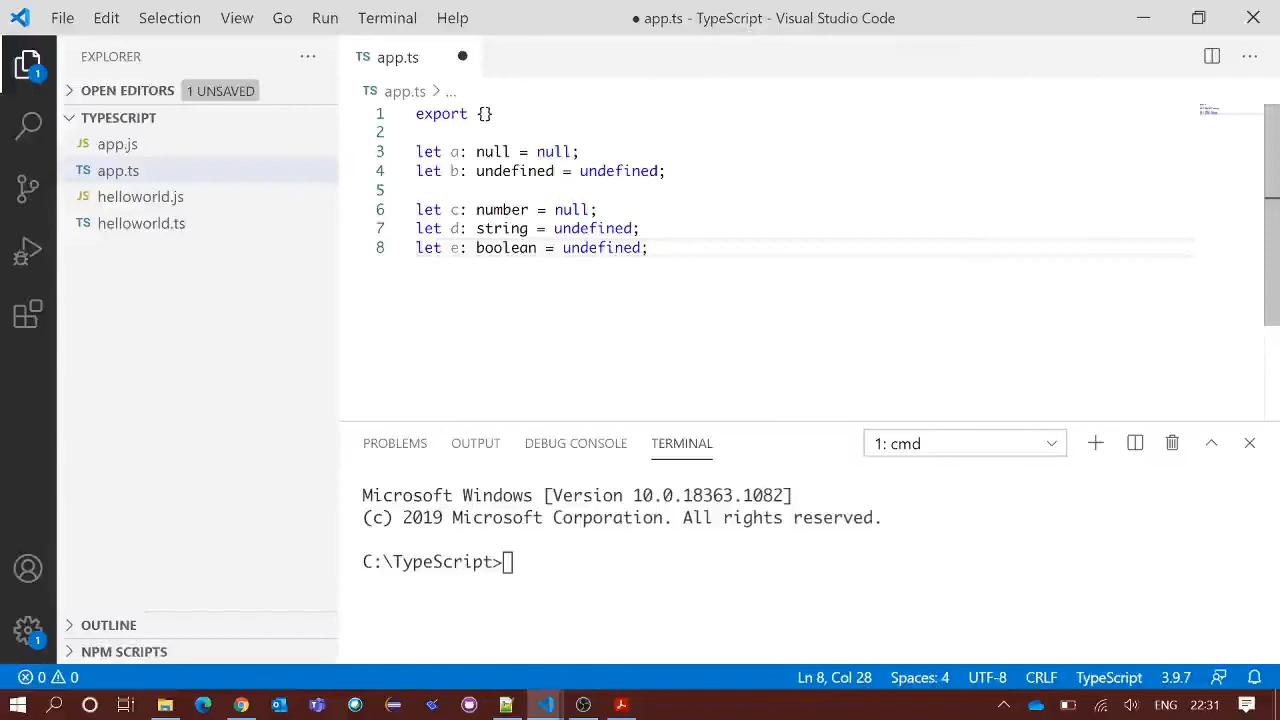 File Edit Selection View Go Run Terminal Help ● app.ts - TypeScript - Visual Studio Code
EXPLORER
OPEN EDITORS 1 UNSAVED
TYPESCRIPT
JS app.js
TS app.ts
JS helloworld.js
TS helloworld.ts
OUTLINE
NPM SCRIPTS
1
1
TS app.ts ●
TS app.ts > ...
1 export {}
2
3 let a: null = null;
4 let b: undefined = undefined;
5
6 let c: number = null;
7 let d: string = undefined;
8 let e: boolean = undefined;
PROBLEMS OUTPUT DEBUG CONSOLE TERMINAL 1: cmd
Microsoft Windows [Version 10.0.18363.1082]
(c) 2019 Microsoft Corporation. All rights reserved.
C:\TypeScript>
0 0 Ln 8, Col 28 Spaces: 4 UTF-8 CRLF TypeScript 3.9.7
ENG 22:31